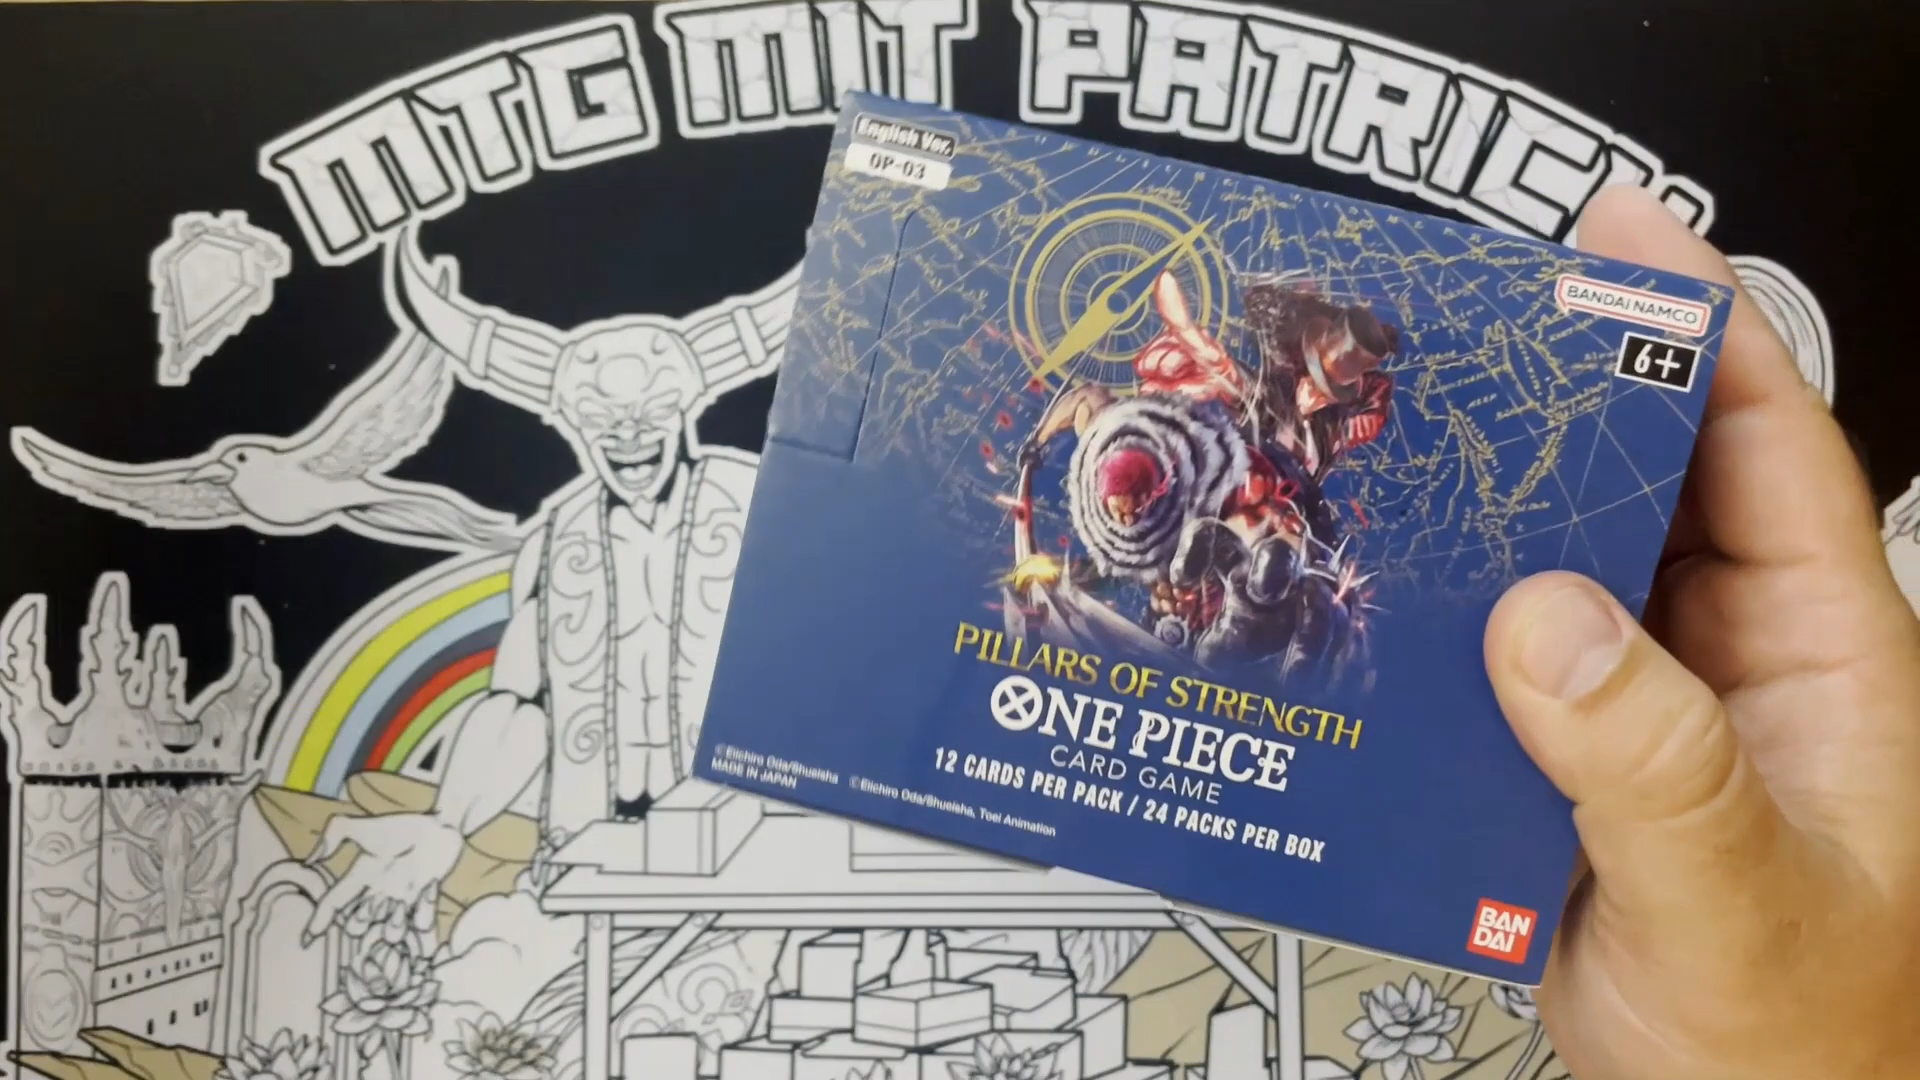 MTG MIT PATRICK
English Ver.
OP-03
BANDAI NAMCO
6+
PILLARS OF STRENGTH
ONE PIECE
CARD GAME
12 CARDS PER PACK / 24 PACKS PER BOX
©Eiichiro Oda/Shueisha ©Eiichiro Oda/Shueisha, Toei Animation
MADE IN JAPAN
BAN
DAI